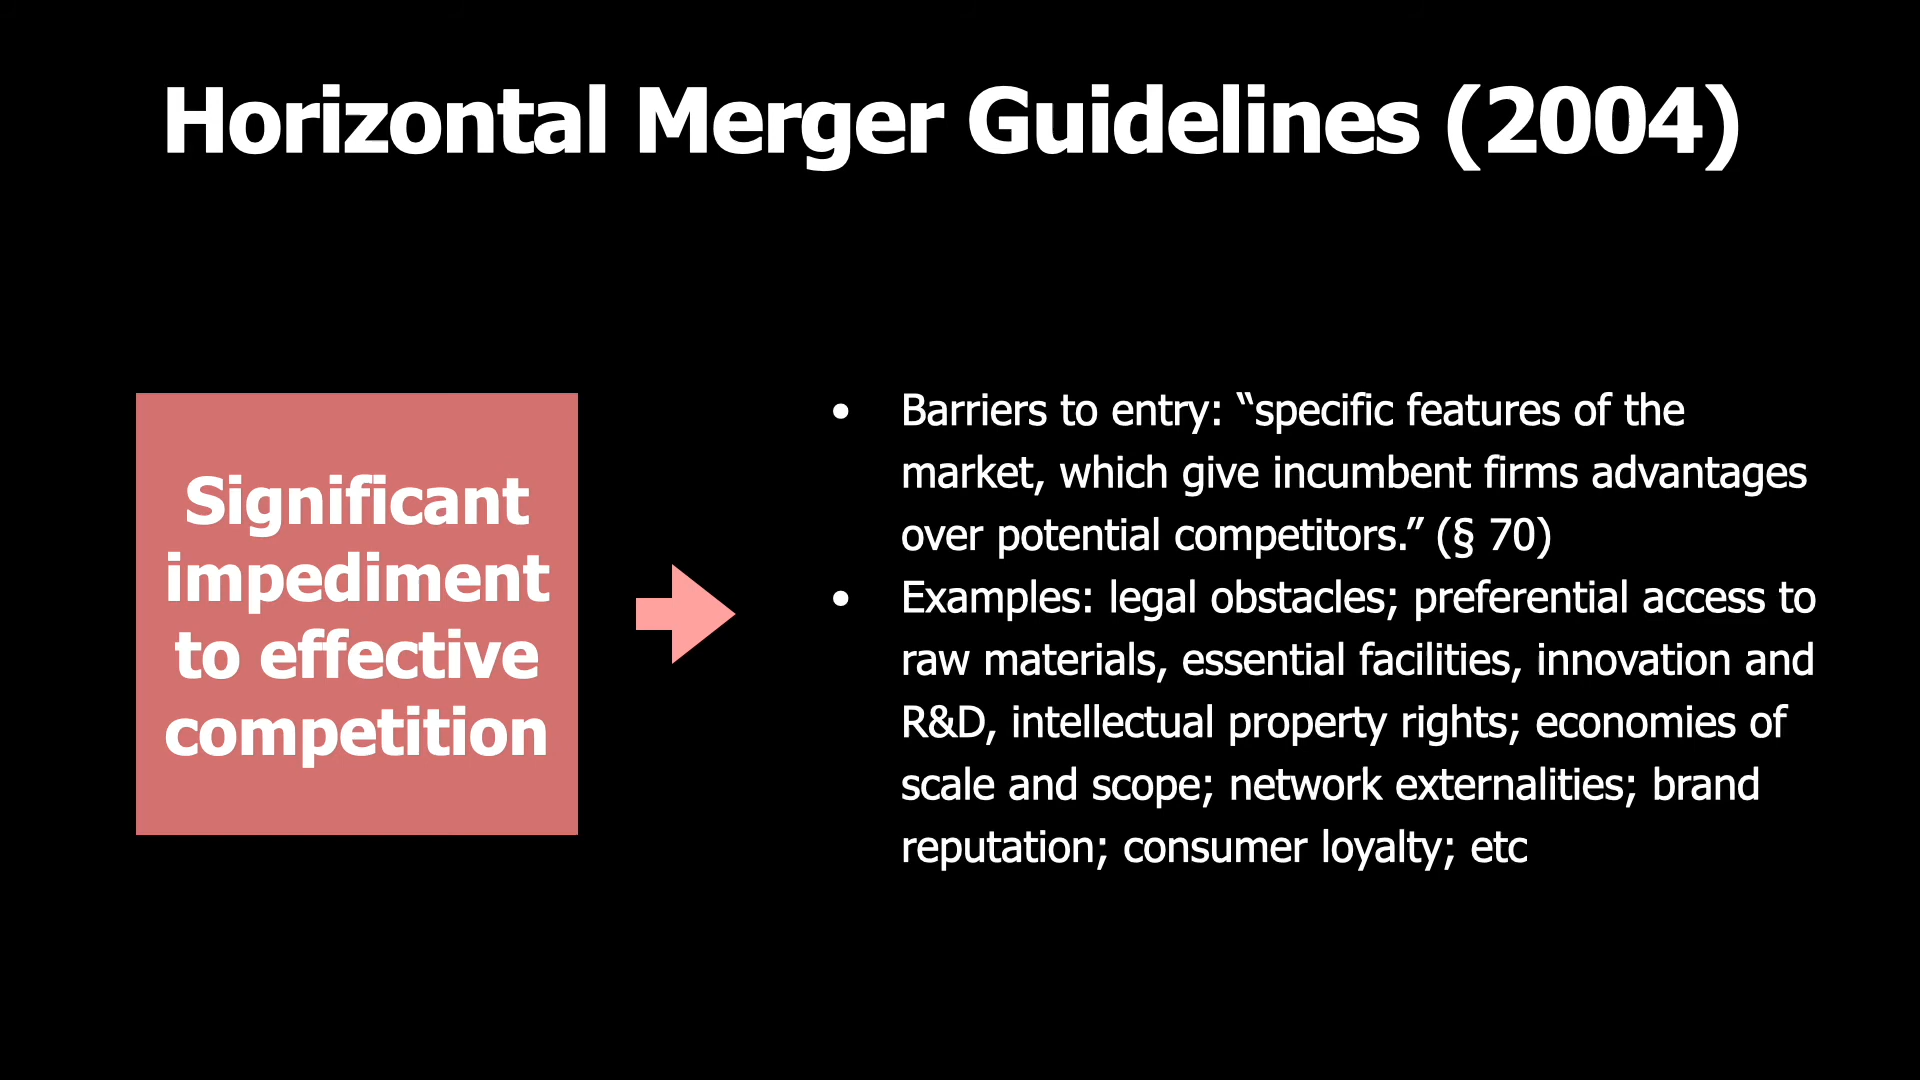 Horizontal Merger Guidelines (2004)
Significant
impediment
to effective
competition
• Barriers to entry: “specific features of the
market, which give incumbent firms advantages
over potential competitors.” (§ 70)
• Examples: legal obstacles; preferential access to
raw materials, essential facilities, innovation and
R&D, intellectual property rights; economies of
scale and scope; network externalities; brand
reputation; consumer loyalty; etc